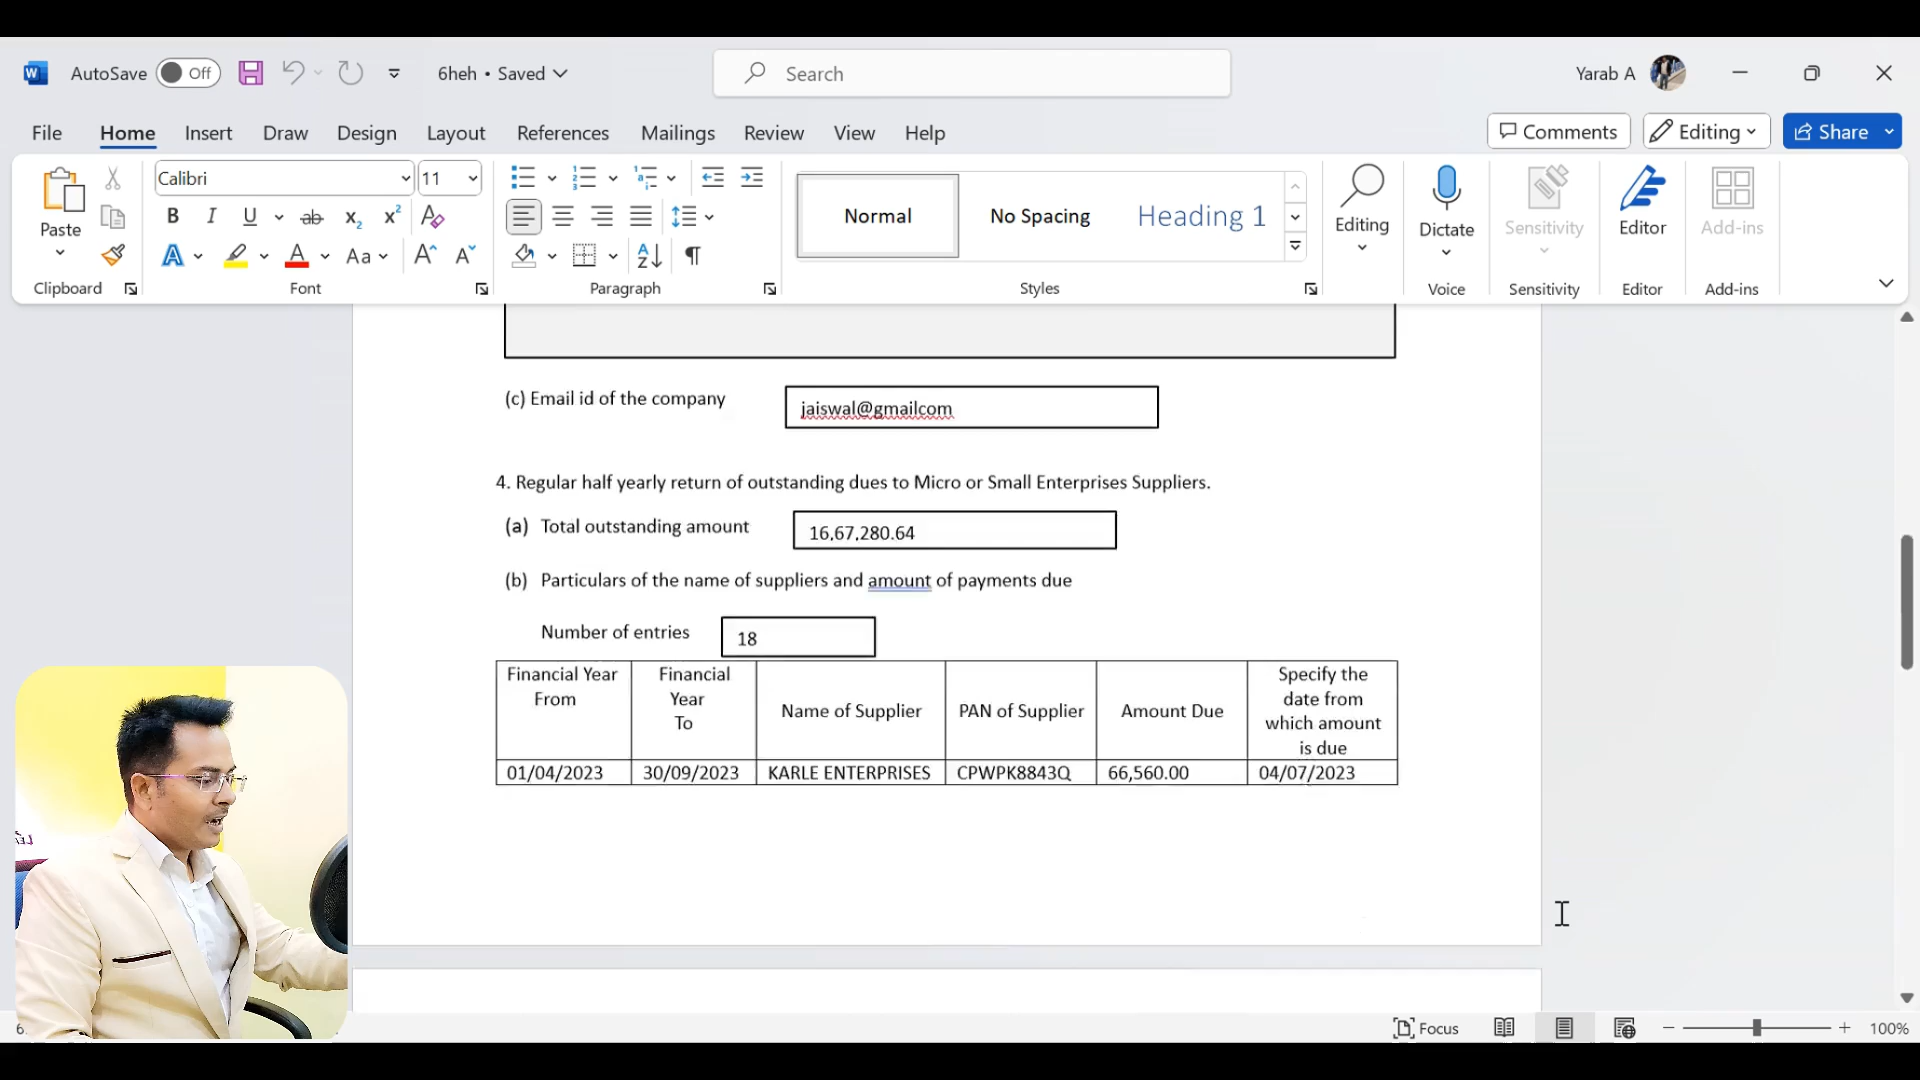 AutoSave Off 6heh • Saved Search Yarab A
File Home Insert Draw Design Layout References Mailings Review View Help Comments Editing Share
Paste
Calibri 11
B I U ab x2 x2
A A Aa A A
Normal No Spacing Heading 1
Editing Dictate Sensitivity Editor Add-ins
Clipboard Font Paragraph Styles Voice Sensitivity Editor Add-ins
(c) Email id of the company jaiswal@gmailcom
4. Regular half yearly return of outstanding dues to Micro or Small Enterprises Suppliers.
(a) Total outstanding amount 16,67,280.64
(b) Particulars of the name of suppliers and amount of payments due
Number of entries 18
Financial Year From
Financial Year To
Name of Supplier
PAN of Supplier
Amount Due
Specify the date from which amount is due
01/04/2023 30/09/2023 KARLE ENTERPRISES CPWPK8843Q 66,560.00 04/07/2023
Focus 100%